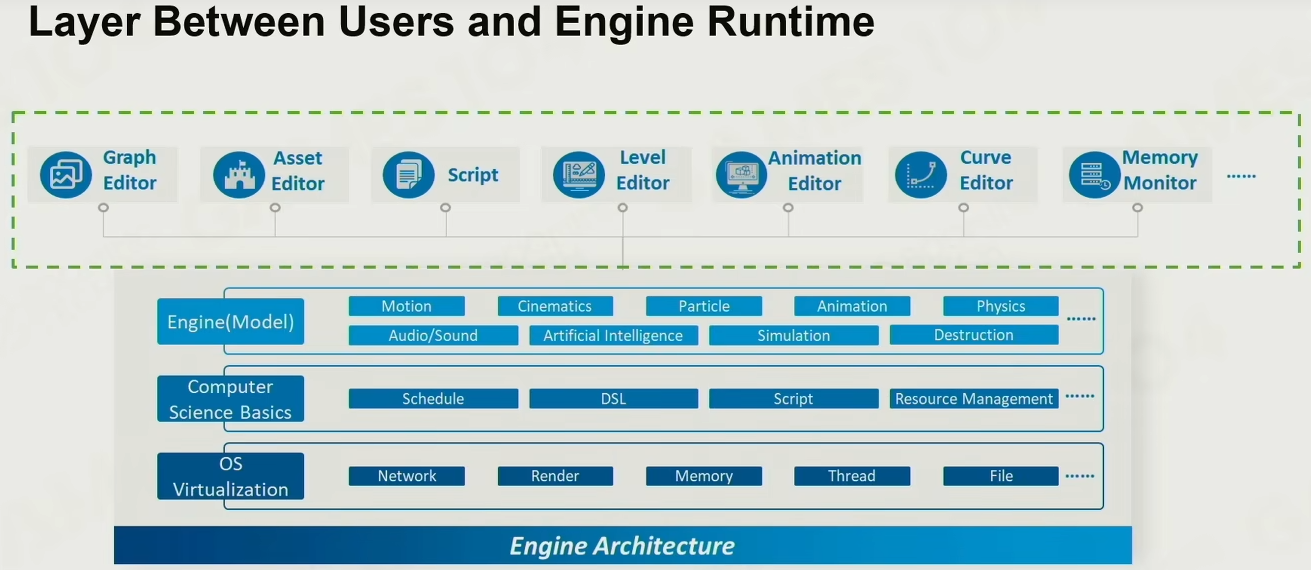 Layer Between Users and Engine Runtime
Graph
Editor
Asset
Editor
Script
Level
Editor
Animation
Editor
Curve
Editor
Memory
Monitor
......
Engine(Model)
Motion
Cinematics
Particle
Animation
Physics
Audio/Sound
Artificial Intelligence
Simulation
Destruction
......
Computer
Science Basics
Schedule
DSL
Script
Resource Management
......
OS
Virtualization
Network
Render
Memory
Thread
File
......
Engine Architecture